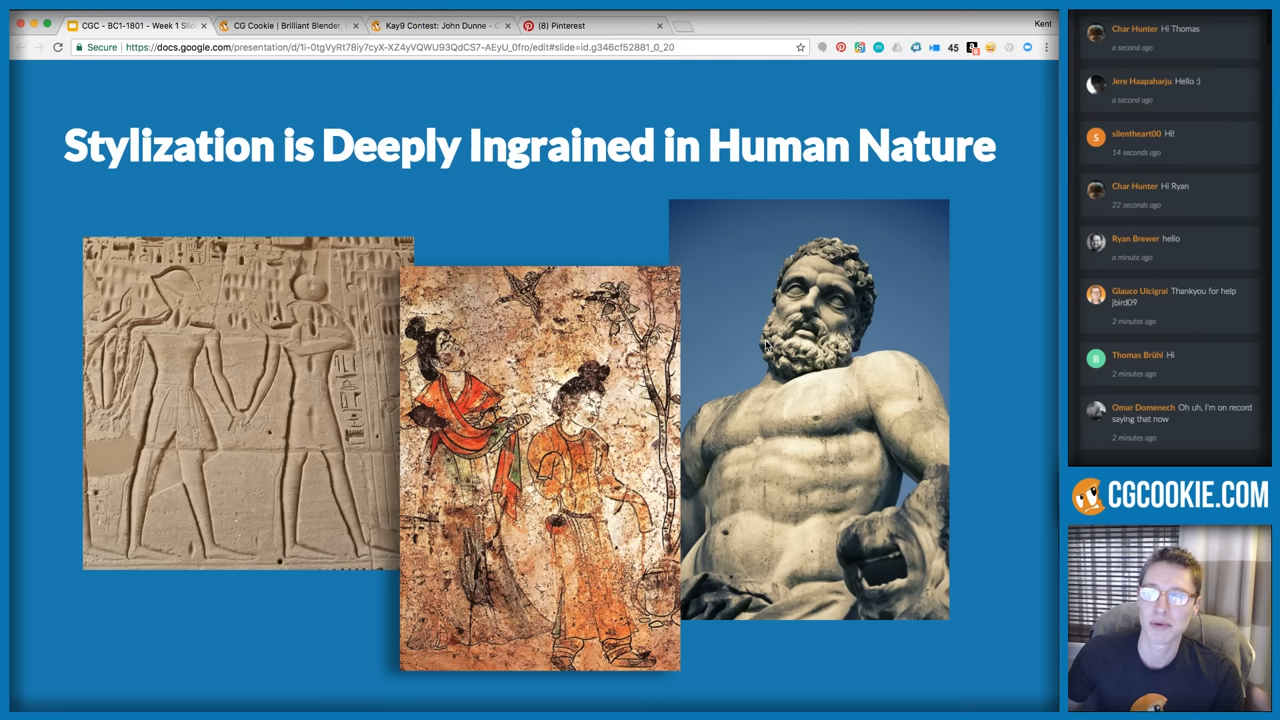 CGC - BC1-1801 - Week 1 Slid
CG Cookie | Brilliant Blender,
Kay9 Contest: John Dunne - C
(8) Pinterest
Kent
Secure
https://docs.google.com/presentation/d/1i-0tgVyRt78iy7cyX-XZ4yVQWU93QdCS7-AEyU_0fro/edit#slide=id.g346cf52881_0_20
45
Stylization is Deeply Ingrained in Human Nature
Char Hunter Hi Thomas
a second ago
Jere Haapaharju Hello :)
a second ago
S
silentheart00 Hi!
14 seconds ago
Char Hunter Hi Ryan
22 seconds ago
Ryan Brewer hello
a minute ago
Glauco Ulcigrai Thankyou for help
jbird09
2 minutes ago
B
Thomas Brühl Hi
2 minutes ago
Omar Domenech Oh uh, I'm on record
saying that now
2 minutes ago
CGCOOKIE.COM